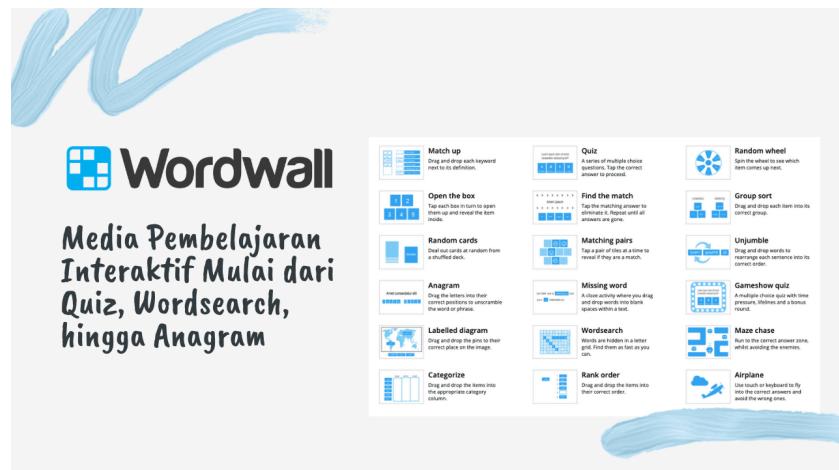 Wordwall
Media Pembelajaran
Interaktif Mulai dari
Quiz, Wordsearch,
hingga Anagram
Match up
Drag and drop each keyword
next to its definition.
Open the box
Tap each box in turn to open
them up and reveal the item
inside.
Random cards
Deal out cards at random from
a shuffled deck.
Anagram
Drag the letters into their
correct positions to unscramble
the word or phrase.
Labelled diagram
Drag and drop the pins to their
correct place on the image.
Categorize
Drag and drop the items into
the appropriate category
column.
Quiz
A series of multiple choice
questions. Tap the correct
answer to proceed.
Find the match
Tap the matching answer to
eliminate it. Repeat until all
answers are gone.
Matching pairs
Tap a pair of tiles at a time to
reveal if they are a match.
Missing word
A cloze activity where you drag
and drop words into blank
spaces within a text.
Wordsearch
Words are hidden in a letter
grid. Find them as fast as you
can.
Rank order
Drag and drop the items into
their correct order.
Random wheel
Spin the wheel to see which
item comes up next.
Group sort
Drag and drop each item into its
correct group.
Unjumble
Drag and drop words to
rearrange each sentence into its
correct order.
Gameshow quiz
A multiple choice quiz with time
pressure, lifelines and a bonus
round.
Maze chase
Run to the correct answer zone,
whilst avoiding the enemies.
Airplane
Use touch or keyboard to fly
into the correct answers and
avoid the wrong ones.
1 2
3 4 5